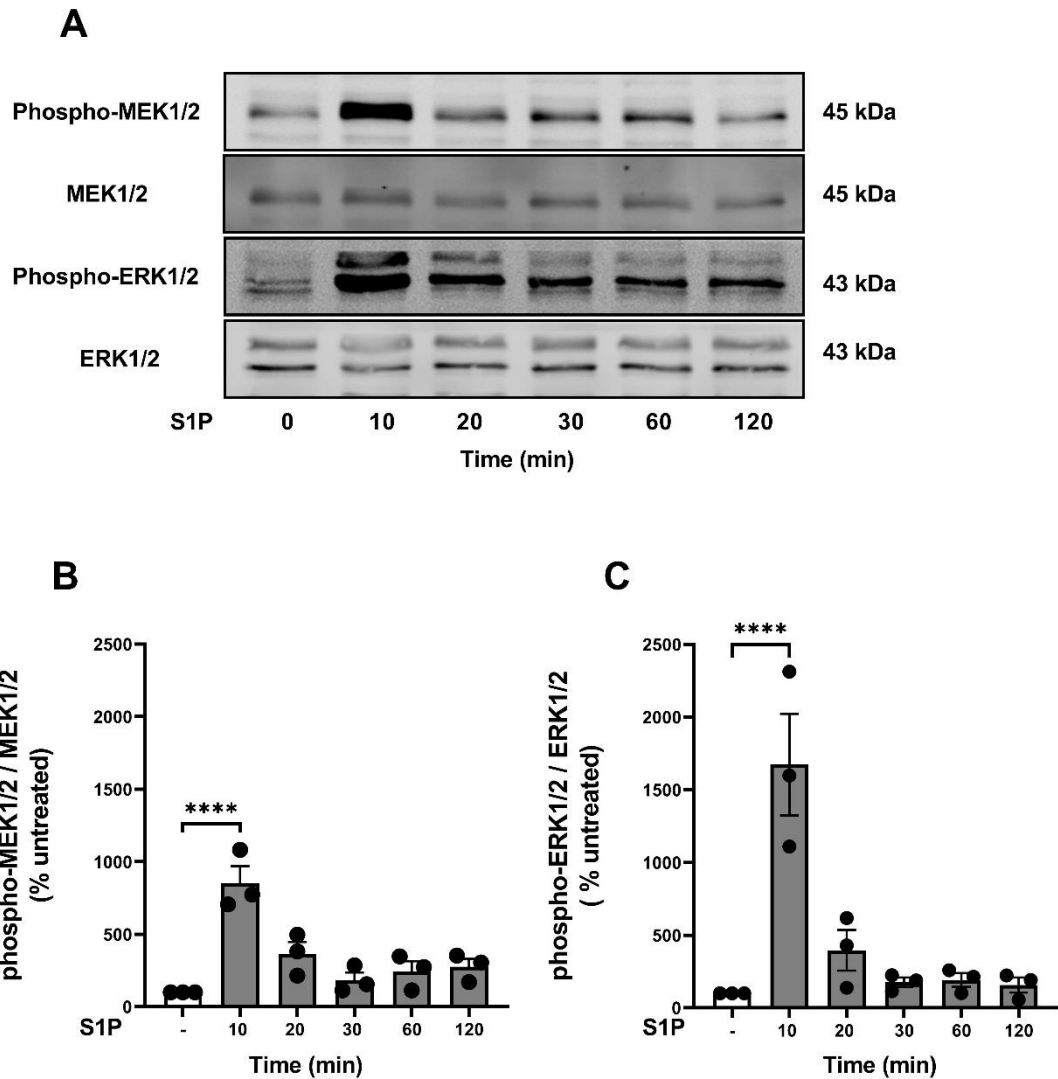 A
Phospho-MEK1/2 45 kDa
MEK1/2 45 kDa
Phospho-ERK1/2 43 kDa
ERK1/2 43 kDa
S1P 0 10 20 30 60 120
Time (min)
B
phospho-MEK1/2 / MEK1/2
(% untreated)
2500
2000
1500
1000
500
0
****
S1P - 10 20 30 60 120
Time (min)
C
phospho-ERK1/2 / ERK1/2
( % untreated)
2500
2000
1500
1000
500
0
****
S1P - 10 20 30 60 120
Time (min)